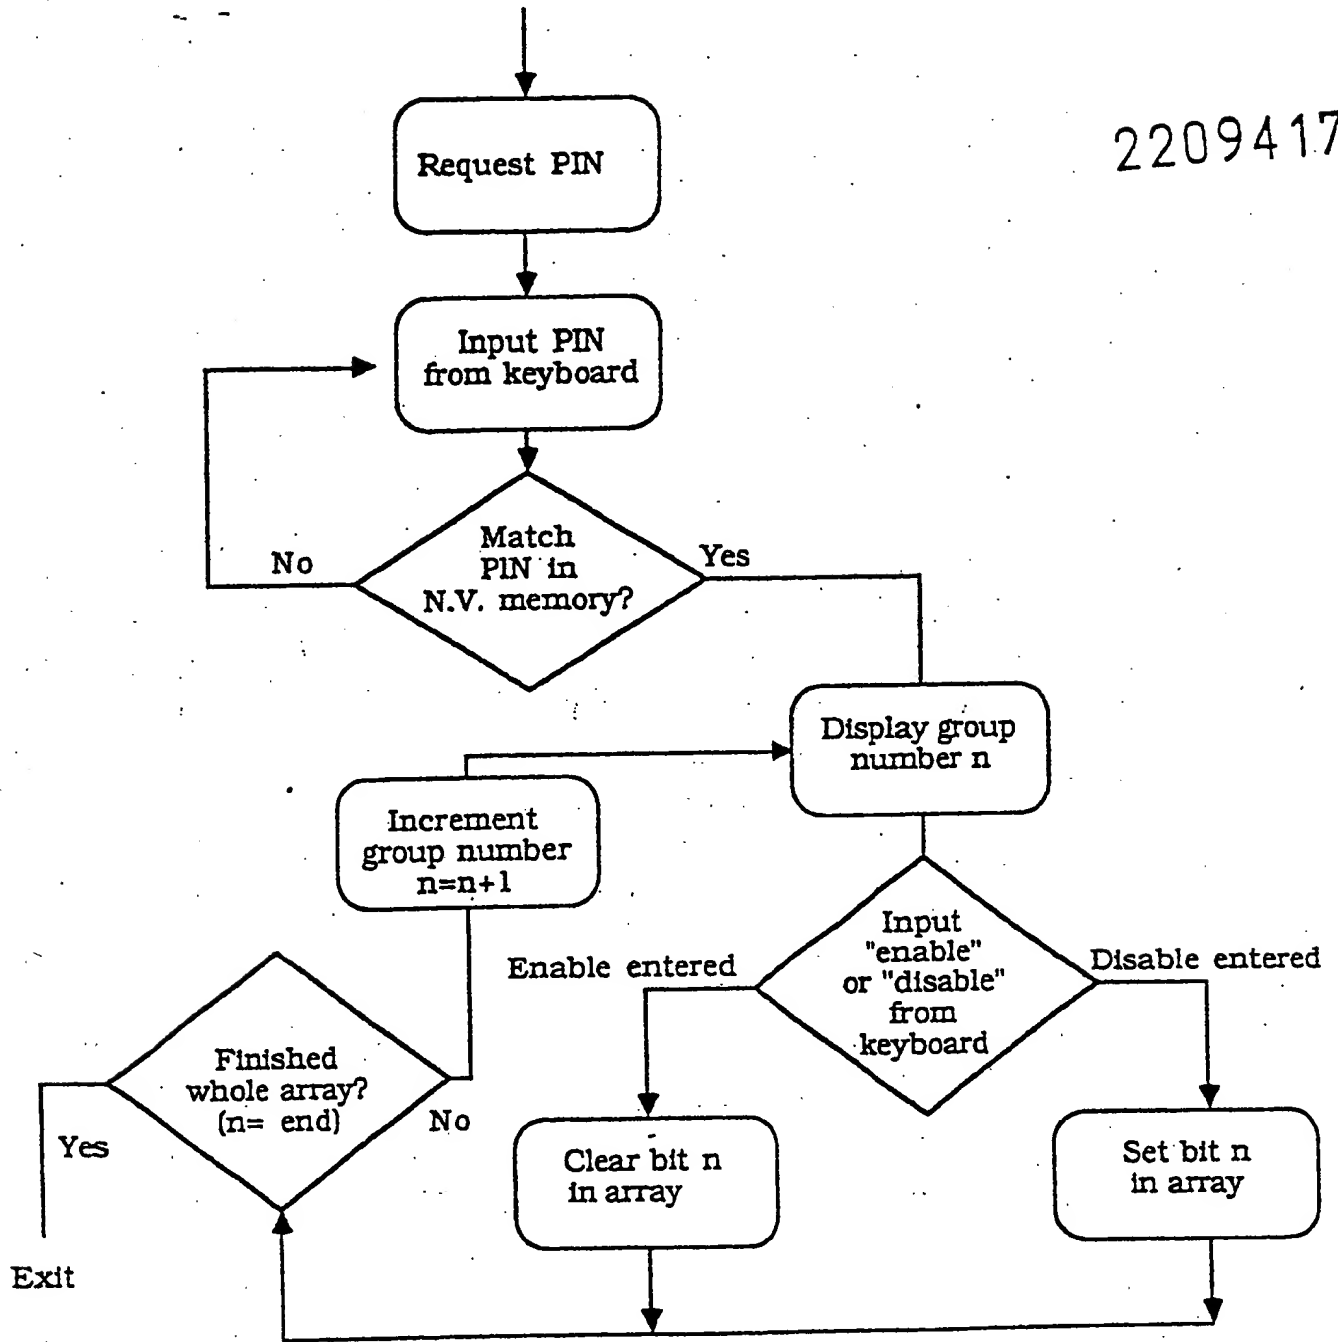 2209417
Request PIN
Input PIN
from keyboard
Match
PIN in
N.V. memory?
No
Yes
Display group
number n
Increment
group number
n=n+1
Input
"enable"
or "disable"
from
keyboard
Enable entered
Disable entered
Finished
whole array?
(n= end)
Yes
No
Clear bit n
in array
Set bit n
in array
Exit